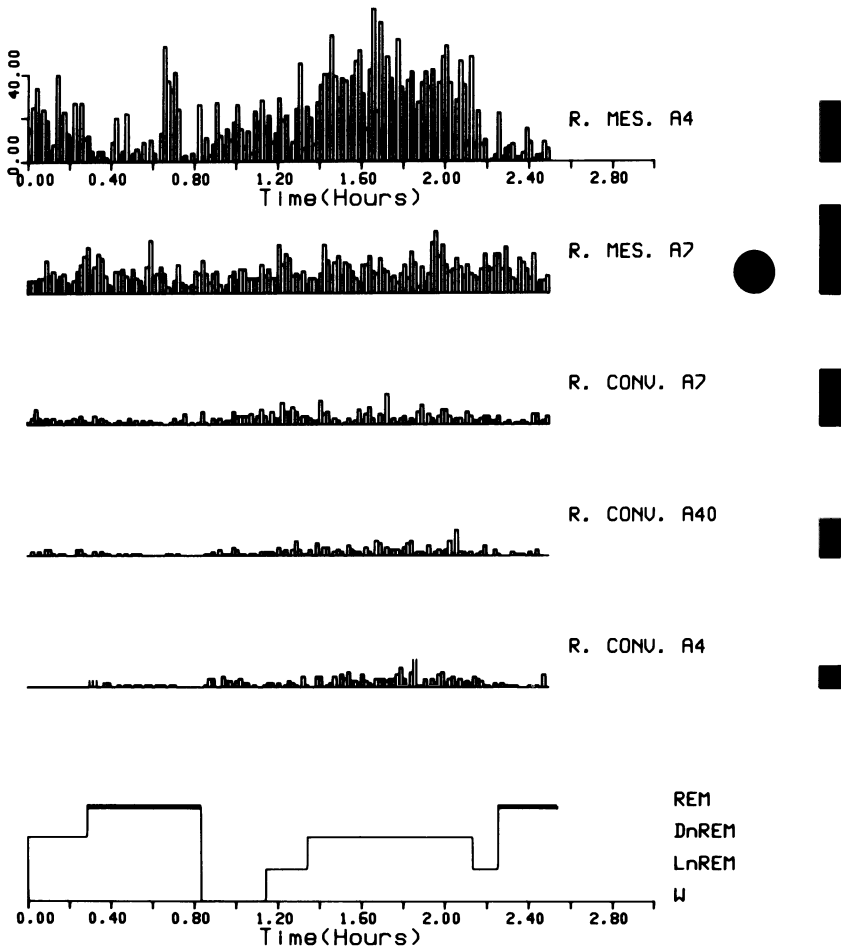 40.00
0.00
R. MES. A4
0.00 0.40 0.80 1.20 1.60 2.00 2.40 2.80
Time(Hours)
R. MES. A7
R. CONV. A7
R. CONV. A40
R. CONV. A4
REM
DnREM
LnREM
W
0.00 0.40 0.80 1.20 1.60 2.00 2.40 2.80
Time(Hours)